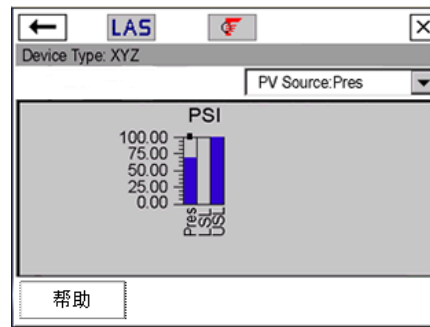 LAS
Device Type: XYZ
PV Source:Pres
PSI
100.00
75.00
50.00
25.00
0.00
Pres
LSL
USL
帮助